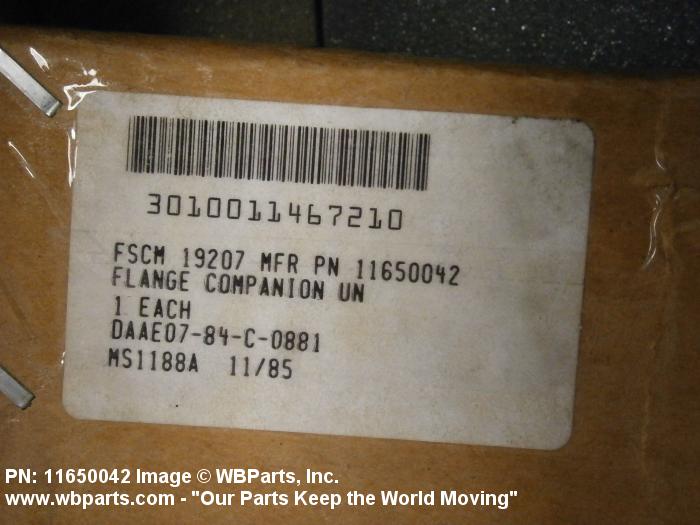 3010011467210
FSCM 19207 MFR PN 11650042
FLANGE COMPANION UN
1 EACH
DAAE07-84-C-0881
MS1188A 11/85
PN: 11650042 Image © WBParts, Inc.
www.wbparts.com - "Our Parts Keep the World Moving"